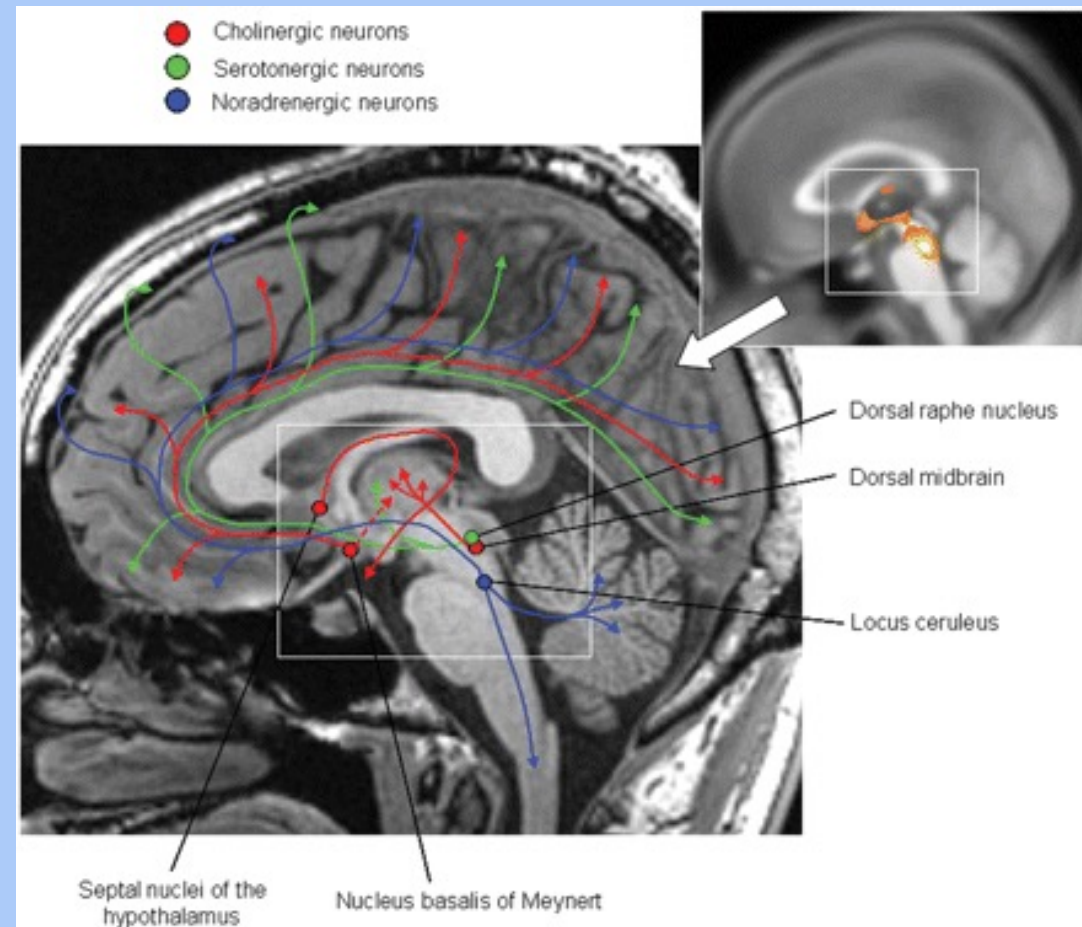 Cholinergic neurons
Serotonergic neurons
Noradrenergic neurons
Dorsal raphe nucleus
Dorsal midbrain
Locus ceruleus
Septal nuclei of the
hypothalamus
Nucleus basalis of Meynert